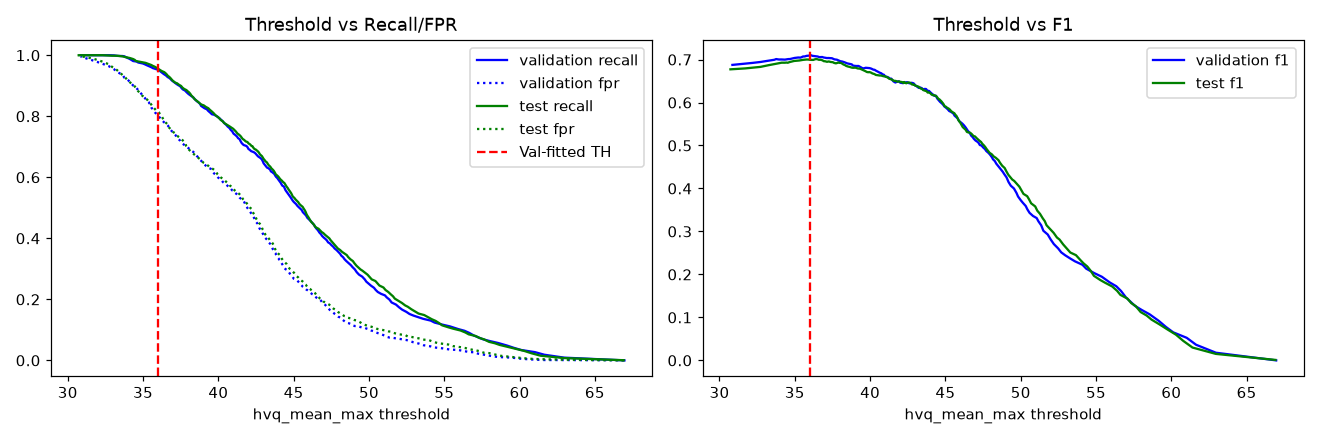 Threshold vs Recall/FPR
1.0
0.8
0.6
0.4
0.2
0.0
30 35 40 45 50 55 60 65
hvq_mean_max threshold
validation recall
validation fpr
test recall
test fpr
Val-fitted TH
Threshold vs F1
0.7
0.6
0.5
0.4
0.3
0.2
0.1
0.0
30 35 40 45 50 55 60 65
hvq_mean_max threshold
validation f1
test f1